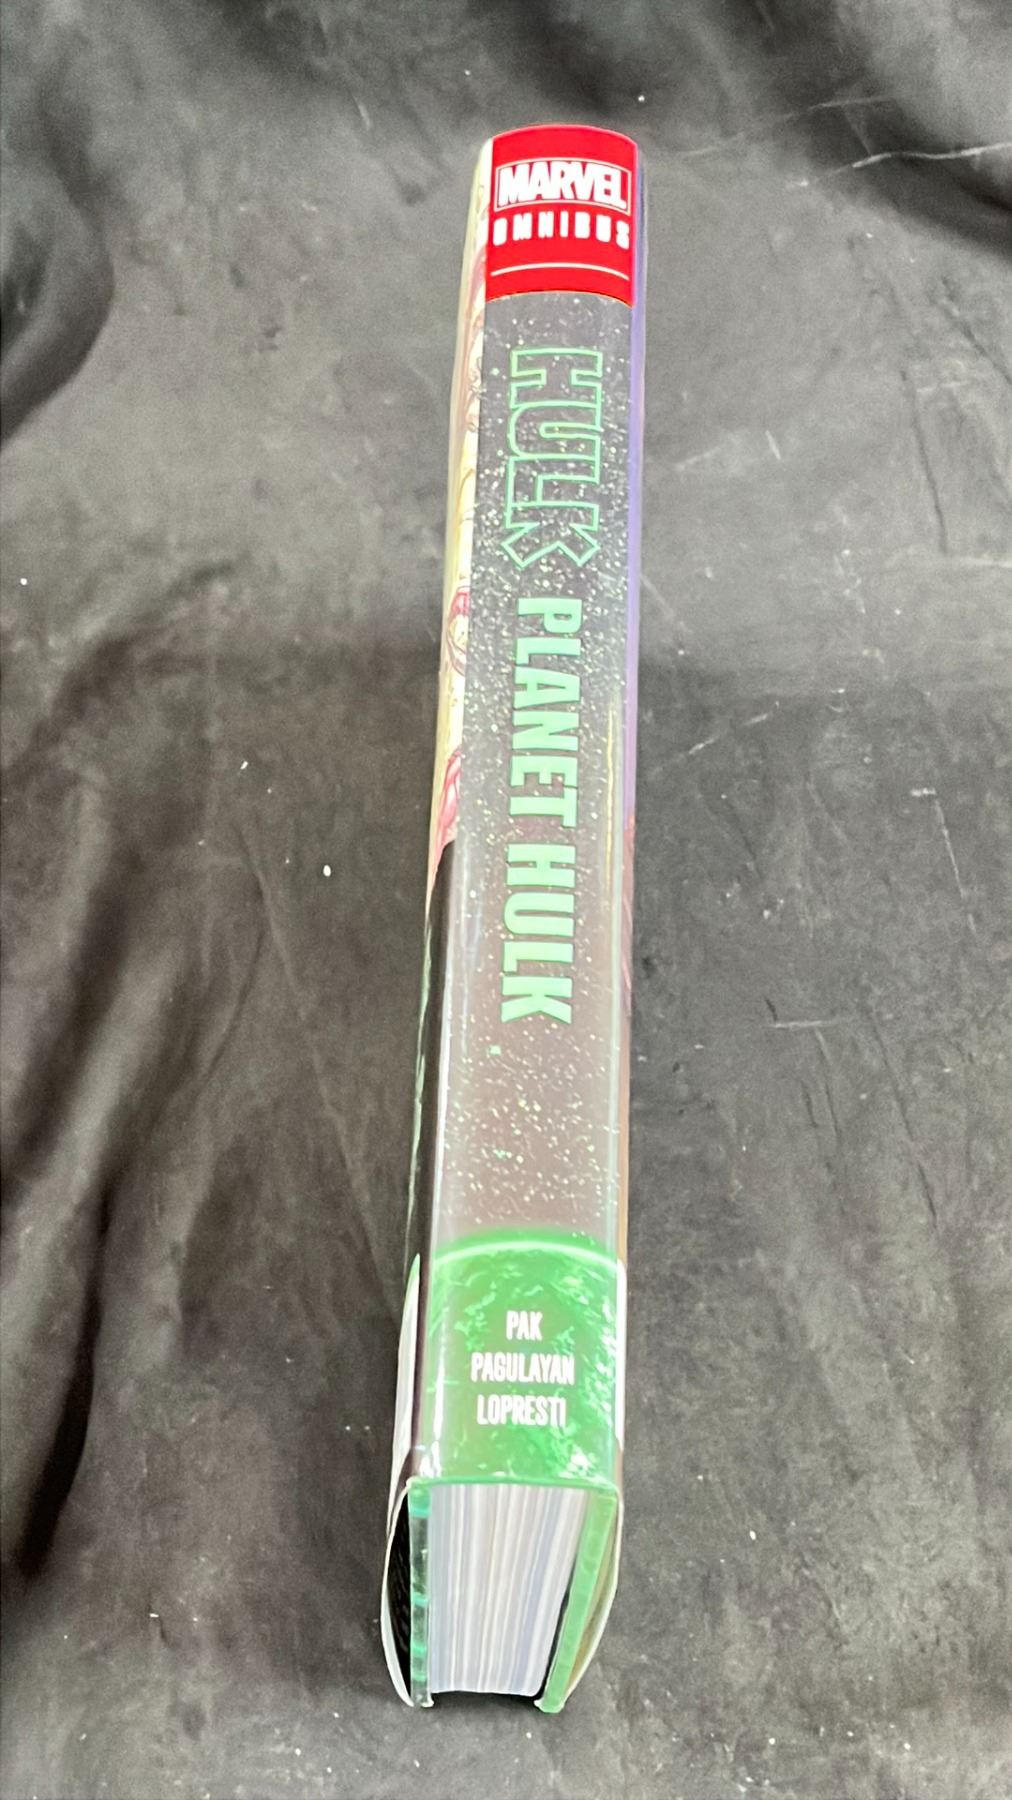 MARVEL
OMNIBUS
HULK PLANET HULK
PAK
PAGULAYAN
LOPRESTI